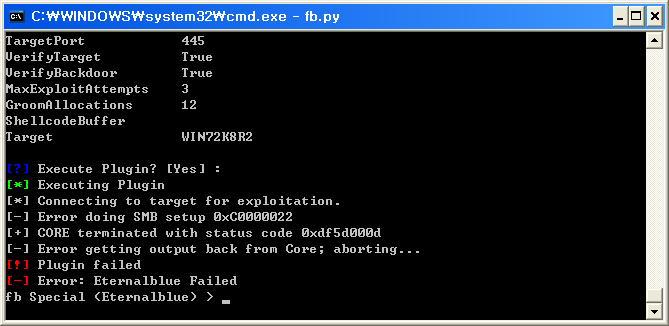 C:\ C:₩WINDOWS₩system32₩cmd.exe - fb.py
TargetPort 445
VerifyTarget True
VerifyBackdoor True
MaxExploitAttempts 3
GroomAllocations 12
ShellcodeBuffer
Target WIN72K8R2
[?] Execute Plugin? [Yes] :
[*] Executing Plugin
[*] Connecting to target for exploitation.
[-] Error doing SMB setup 0xC0000022
[+] CORE terminated with status code 0xdf5d000d
[-] Error getting output back from Core; aborting...
[!] Plugin failed
[-] Error: Eternalblue Failed
fb Special (Eternalblue) > _